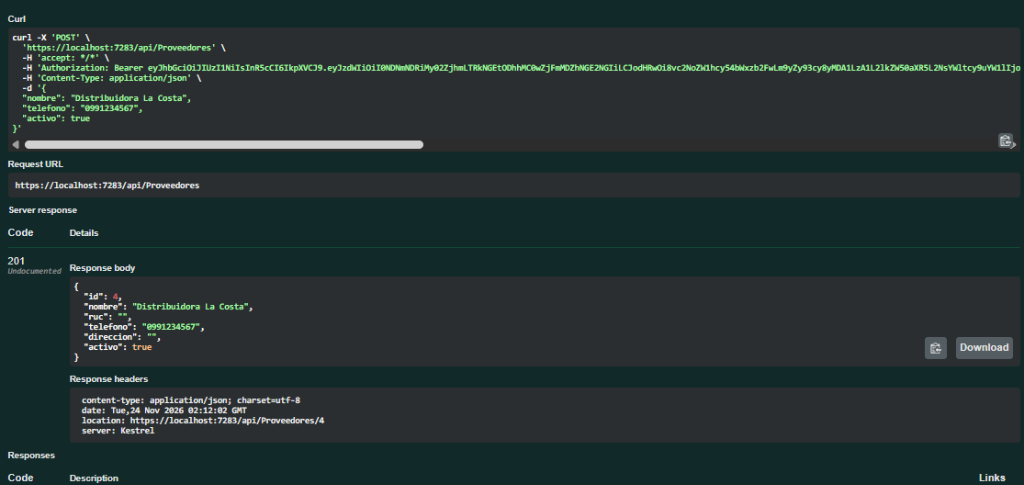 Curl
curl -X 'POST' \
'https://localhost:7283/api/Proveedores' \
-H 'accept: */*' \
-H 'Authorization: Bearer
-H 'Content-Type: application/json' \
-d '{
"nombre": "Distribuidora La Costa",
"telefono": "0991234567",
"activo": true
}'
Request URL
https://localhost:7283/api/Proveedores
Server response
Code Details
201
Undocumented
Response body
{
"id": 4,
"nombre": "Distribuidora La Costa",
"ruc": "",
"telefono": "0991234567",
"direccion": "",
"activo": true
}
Download
Response headers
content-type: application/json; charset=utf-8
date: Tue,24 Nov 2026 02:12:02 GMT
location: https://localhost:7283/api/Proveedores/4
server: Kestrel
Responses
Code Description Links